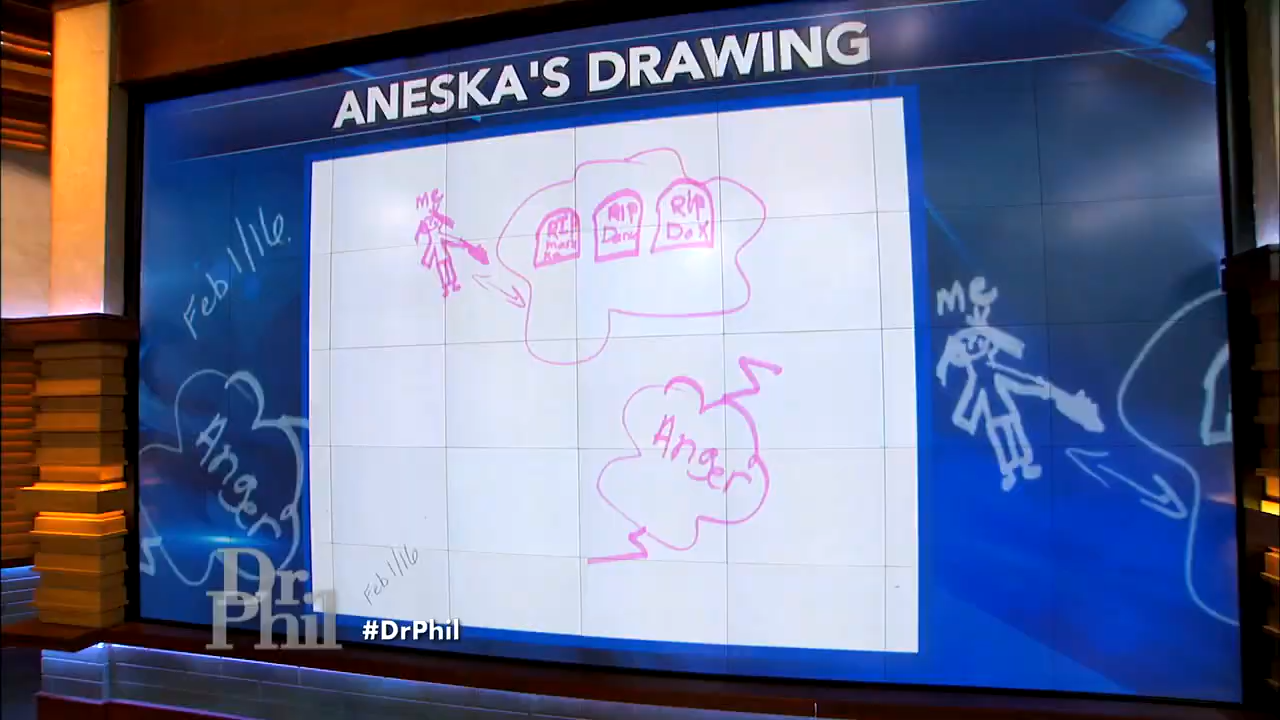 ANESKA'S DRAWING
Feb 1/16.
Me
RIP
RIP
Dany
RIP
Dax
Me
Anger
Anger
Feb 1/16
Dr.
Phil
#DrPhil